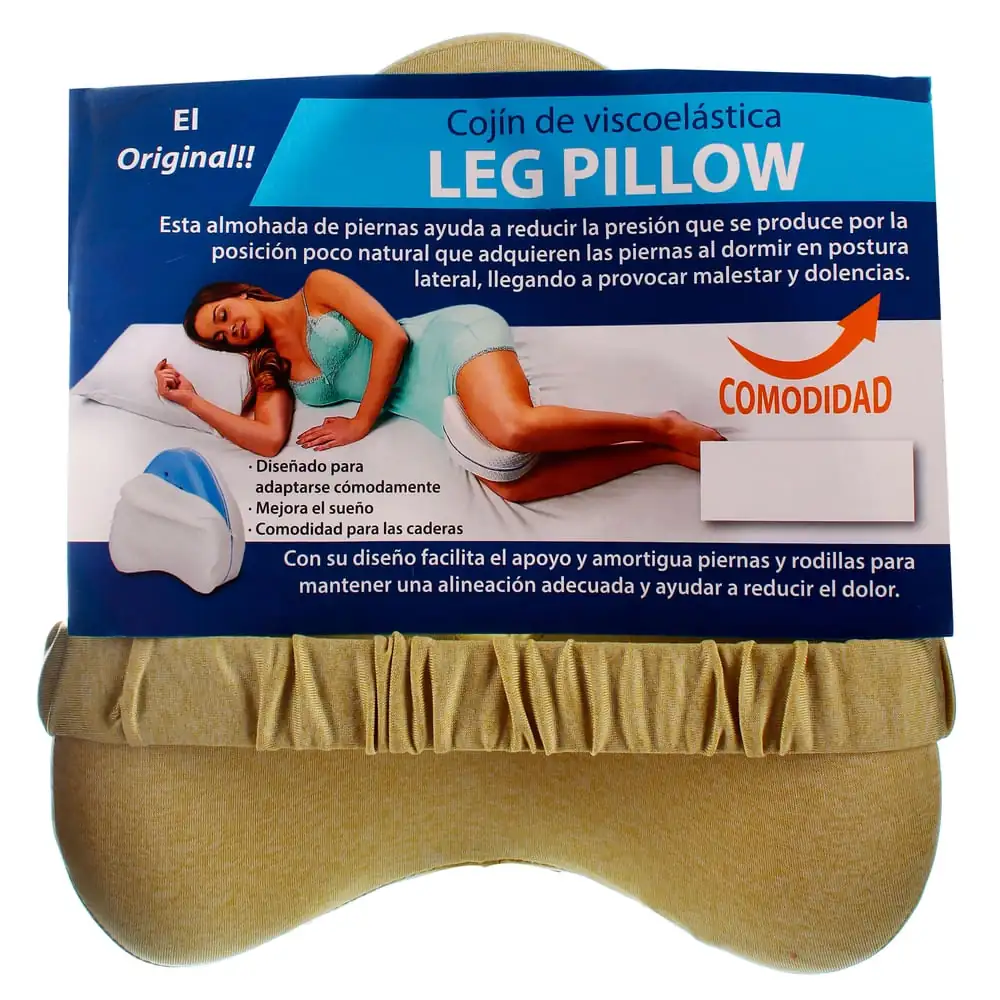 El
Original!!
Cojín de viscoelástica
LEG PILLOW
Esta almohada de piernas ayuda a reducir la presión que se produce por la
posición poco natural que adquieren las piernas al dormir en postura
lateral, llegando a provocar malestar y dolencias.
COMODIDAD
· Diseñado para
adaptarse cómodamente
· Mejora el sueño
· Comodidad para las caderas
Con su diseño facilita el apoyo y amortigua piernas y rodillas para
mantener una alineación adecuada y ayudar a reducir el dolor.